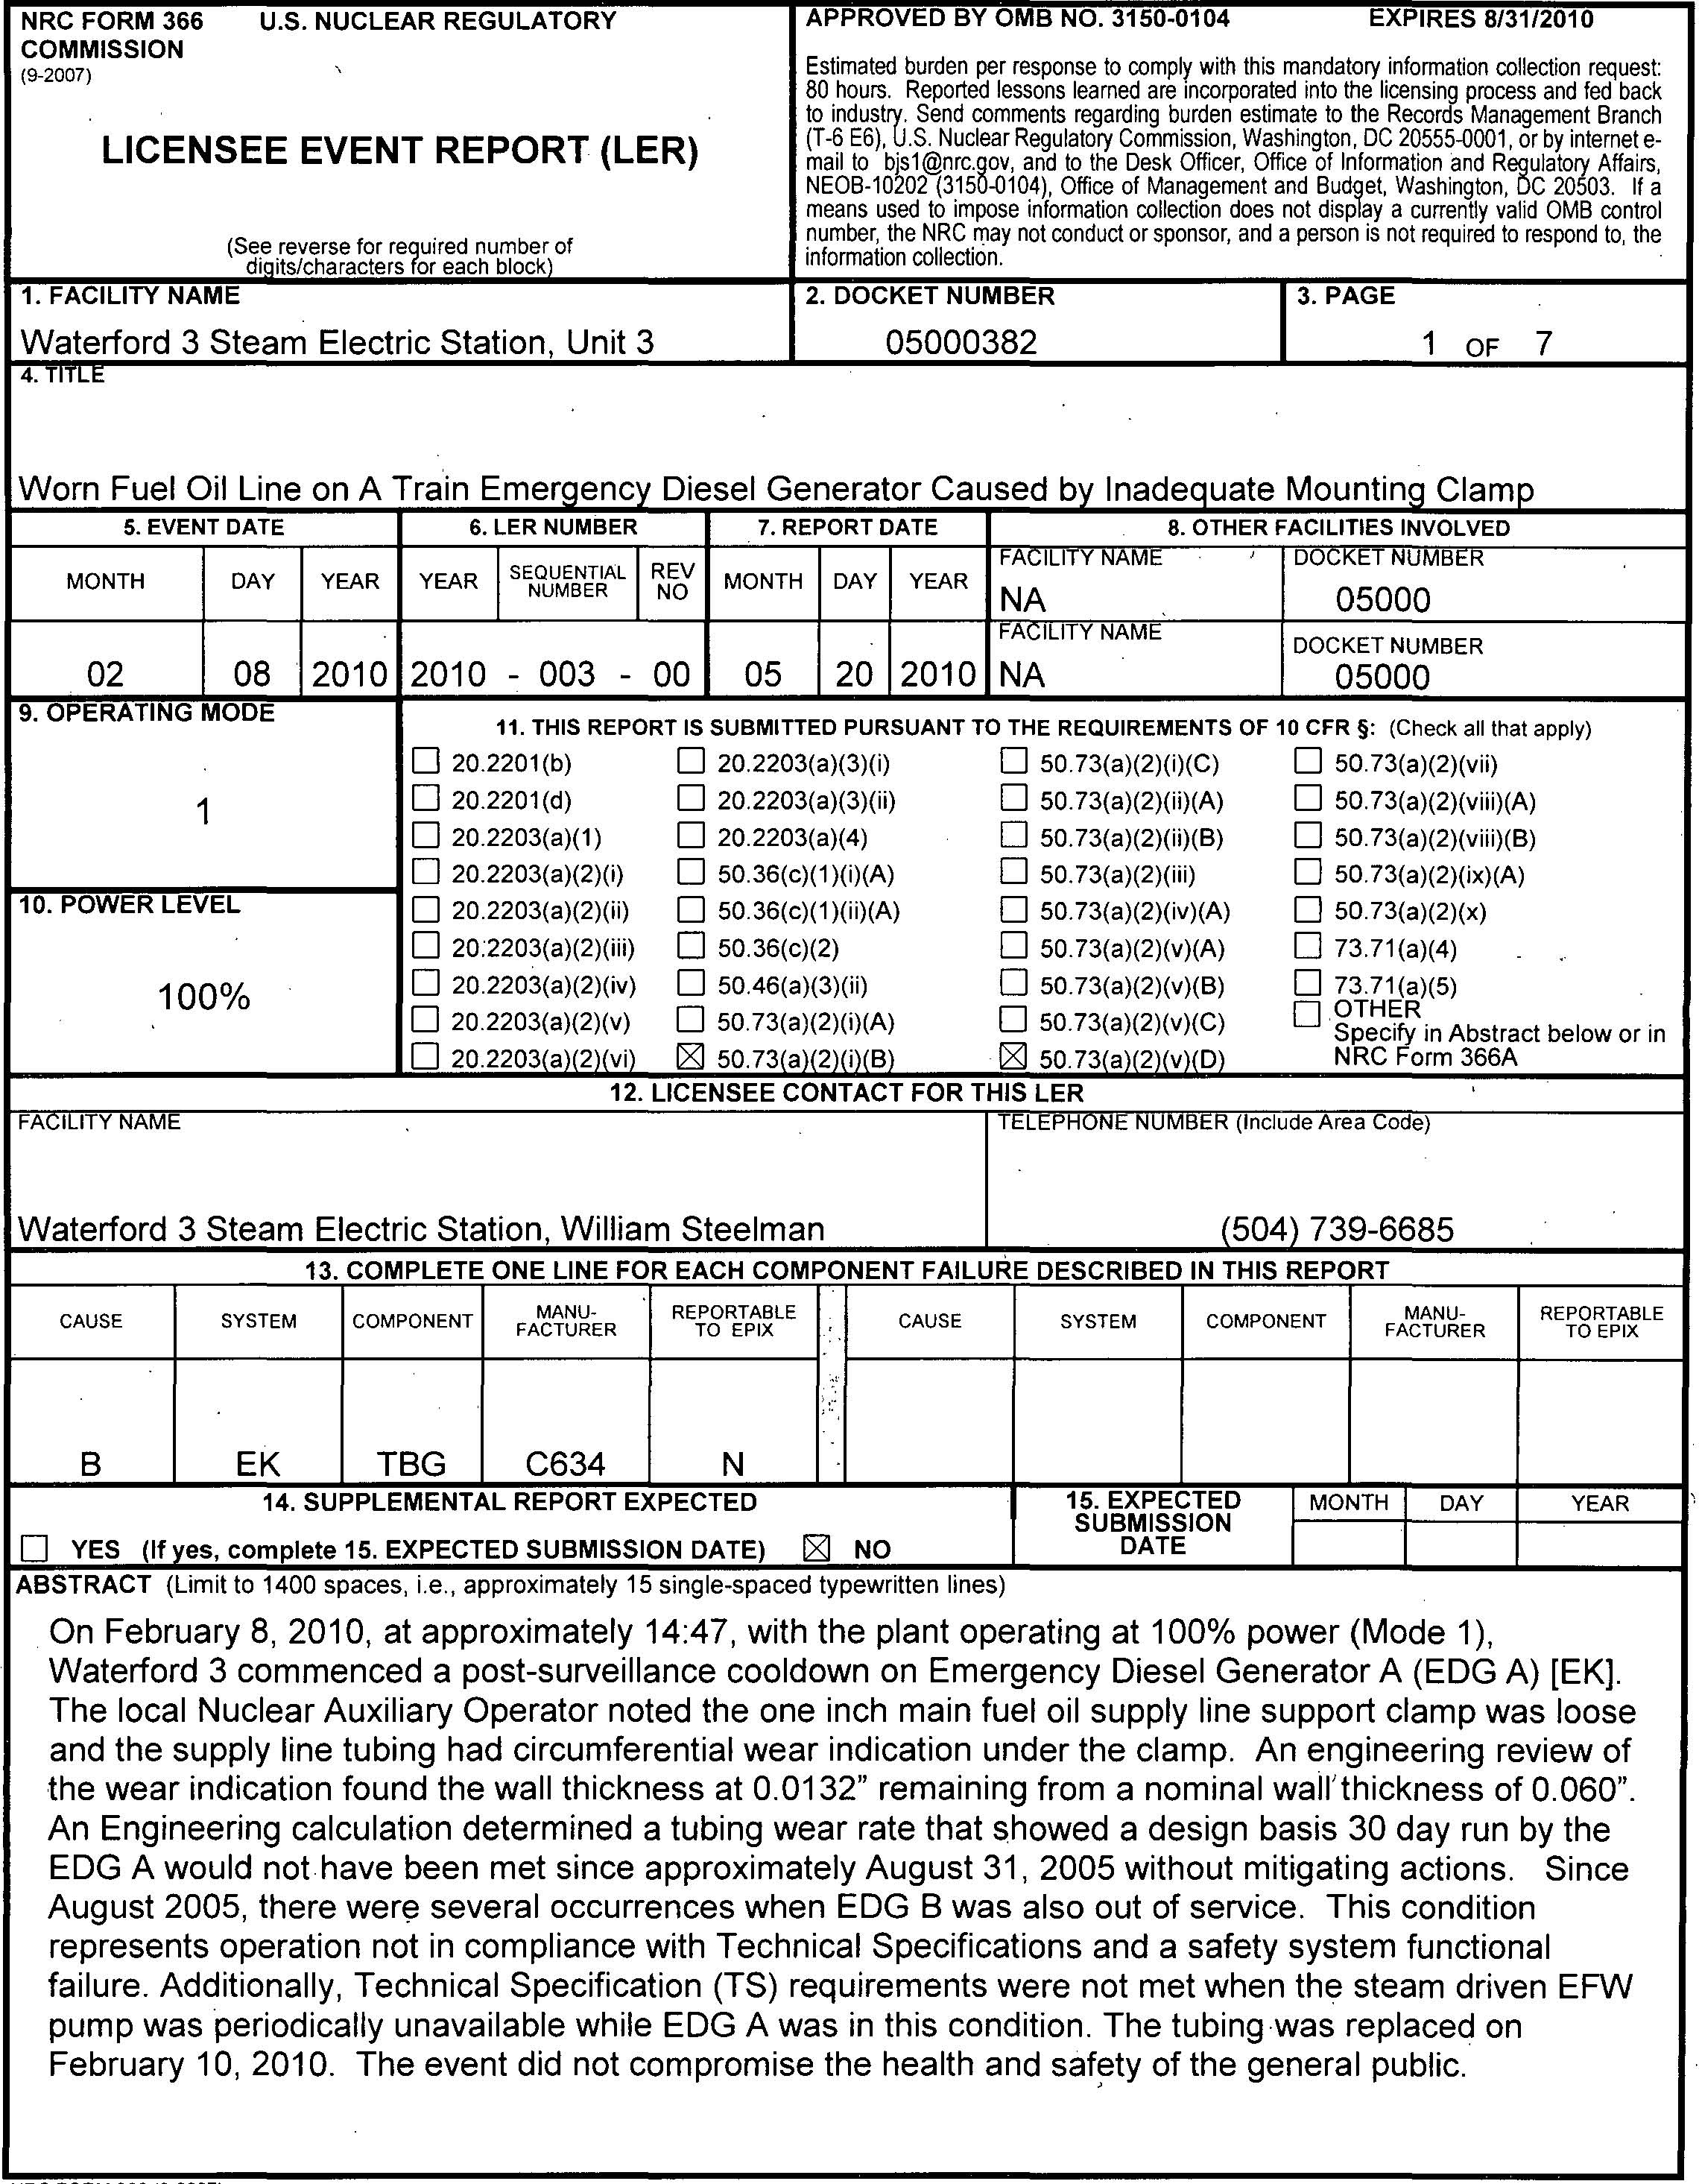 NRC FORM 366 U.S. NUCLEAR REGULATORY
COMMISSION
(9-2007)
LICENSEE EVENT REPORT (LER)
(See reverse for required number of
digits/characters for each block)
APPROVED BY OMB NO. 3150-0104 EXPIRES 8/31/2010
Estimated burden per response to comply with this mandatory information collection request:
80 hours. Reported lessons learned are incorporated into the licensing process and fed back
to industry. Send comments regarding burden estimate to the Records Management Branch
(T-6 E6), U.S. Nuclear Regulatory Commission, Washington, DC 20555-0001, or by internet e-
mail to bjs1@nrc.gov, and to the Desk Officer, Office of Information and Regulatory Affairs,
NEOB-10202 (3150-0104), Office of Management and Budget, Washington, DC 20503. If a
means used to impose information collection does not display a currently valid OMB control
number, the NRC may not conduct or sponsor, and a person is not required to respond to, the
information collection.
1. FACILITY NAME 2. DOCKET NUMBER 3. PAGE
Waterford 3 Steam Electric Station, Unit 3 05000382 1 OF 7
4. TITLE
Worn Fuel Oil Line on A Train Emergency Diesel Generator Caused by Inadequate Mounting Clamp
5. EVENT DATE 6. LER NUMBER 7. REPORT DATE 8. OTHER FACILITIES INVOLVED
MONTH DAY YEAR YEAR SEQUENTIAL NUMBER REV NO MONTH DAY YEAR FACILITY NAME DOCKET NUMBER
NA 05000
FACILITY NAME DOCKET NUMBER
02 08 2010 2010 - 003 - 00 05 20 2010 NA 05000
9. OPERATING MODE
1
10. POWER LEVEL
100%
11. THIS REPORT IS SUBMITTED PURSUANT TO THE REQUIREMENTS OF 10 CFR §: (Check all that apply)
☐ 20.2201(b) ☐ 20.2203(a)(3)(i) ☐ 50.73(a)(2)(i)(C) ☐ 50.73(a)(2)(vii)
☐ 20.2201(d) ☐ 20.2203(a)(3)(ii) ☐ 50.73(a)(2)(ii)(A) ☐ 50.73(a)(2)(viii)(A)
☐ 20.2203(a)(1) ☐ 20.2203(a)(4) ☐ 50.73(a)(2)(ii)(B) ☐ 50.73(a)(2)(viii)(B)
☐ 20.2203(a)(2)(i) ☐ 50.36(c)(1)(i)(A) ☐ 50.73(a)(2)(iii) ☐ 50.73(a)(2)(ix)(A)
☐ 20.2203(a)(2)(ii) ☐ 50.36(c)(1)(ii)(A) ☐ 50.73(a)(2)(iv)(A) ☐ 50.73(a)(2)(x)
☐ 20.2203(a)(2)(iii) ☐ 50.36(c)(2) ☐ 50.73(a)(2)(v)(A) ☐ 73.71(a)(4)
☐ 20.2203(a)(2)(iv) ☐ 50.46(a)(3)(ii) ☐ 50.73(a)(2)(v)(B) ☐ 73.71(a)(5)
☐ 20.2203(a)(2)(v) ☐ 50.73(a)(2)(i)(A) ☐ 50.73(a)(2)(v)(C) ☐ OTHER
Specify in Abstract below or in
☐ 20.2203(a)(2)(vi) ☒ 50.73(a)(2)(i)(B) ☒ 50.73(a)(2)(v)(D) NRC Form 366A
12. LICENSEE CONTACT FOR THIS LER
FACILITY NAME TELEPHONE NUMBER (Include Area Code)
Waterford 3 Steam Electric Station, William Steelman (504) 739-6685
13. COMPLETE ONE LINE FOR EACH COMPONENT FAILURE DESCRIBED IN THIS REPORT
CAUSE SYSTEM COMPONENT MANU-FACTURER REPORTABLE TO EPIX CAUSE SYSTEM COMPONENT MANU-FACTURER REPORTABLE TO EPIX
B EK TBG C634 N
14. SUPPLEMENTAL REPORT EXPECTED
☐ YES (If yes, complete 15. EXPECTED SUBMISSION DATE) ☒ NO
15. EXPECTED
SUBMISSION
DATE
MONTH DAY YEAR
ABSTRACT (Limit to 1400 spaces, i.e., approximately 15 single-spaced typewritten lines)
On February 8, 2010, at approximately 14:47, with the plant operating at 100% power (Mode 1),
Waterford 3 commenced a post-surveillance cooldown on Emergency Diesel Generator A (EDG A) [EK].
The local Nuclear Auxiliary Operator noted the one inch main fuel oil supply line support clamp was loose
and the supply line tubing had circumferential wear indication under the clamp. An engineering review of
the wear indication found the wall thickness at 0.0132” remaining from a nominal wall thickness of 0.060”.
An Engineering calculation determined a tubing wear rate that showed a design basis 30 day run by the
EDG A would not have been met since approximately August 31, 2005 without mitigating actions. Since
August 2005, there were several occurrences when EDG B was also out of service. This condition
represents operation not in compliance with Technical Specifications and a safety system functional
failure. Additionally, Technical Specification (TS) requirements were not met when the steam driven EFW
pump was periodically unavailable while EDG A was in this condition. The tubing was replaced on
February 10, 2010. The event did not compromise the health and safety of the general public.